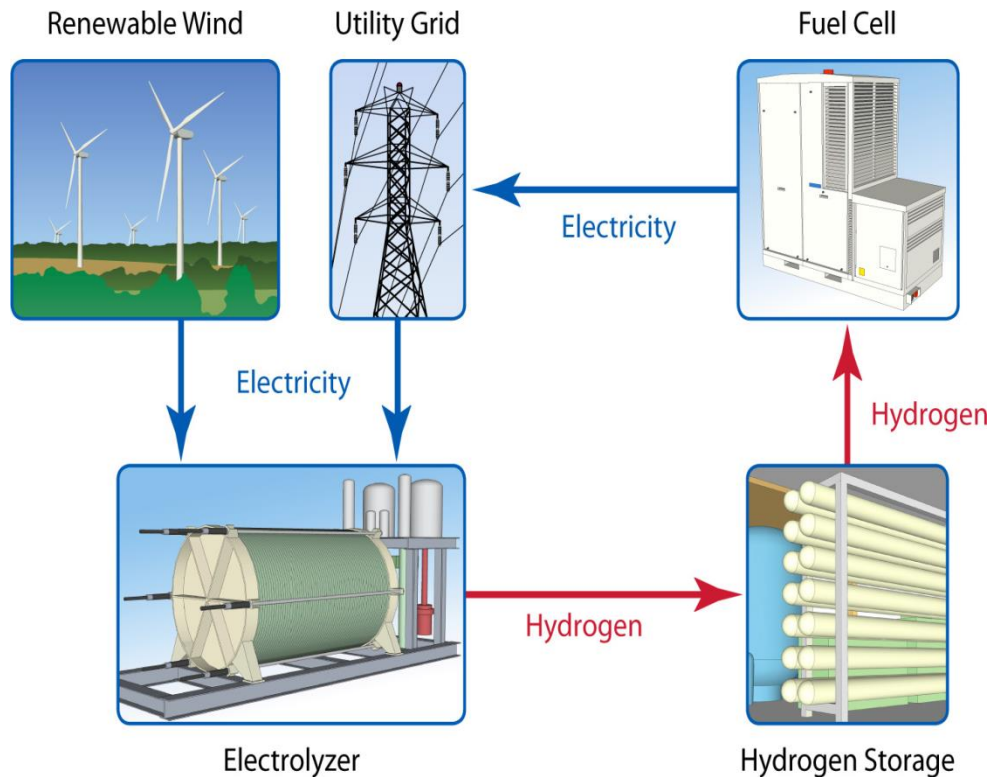 Renewable Wind
Utility Grid
Fuel Cell
Electricity
Electricity
Hydrogen
Hydrogen
Electrolyzer
Hydrogen Storage